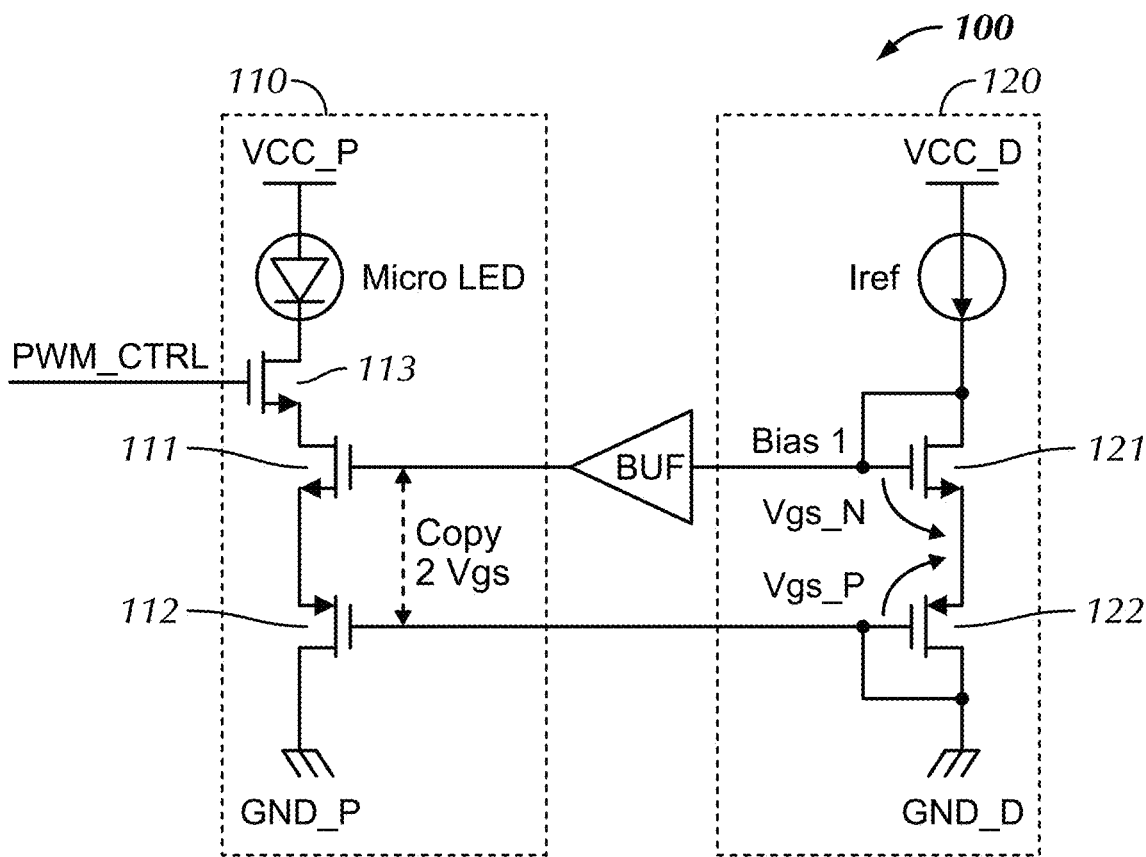 100
110
120
VCC_P
VCC_D
Micro LED
Iref
PWM_CTRL
113
111
BUF
Bias 1
121
Vgs_N
Copy
2 Vgs
Vgs_P
112
122
GND_P
GND_D